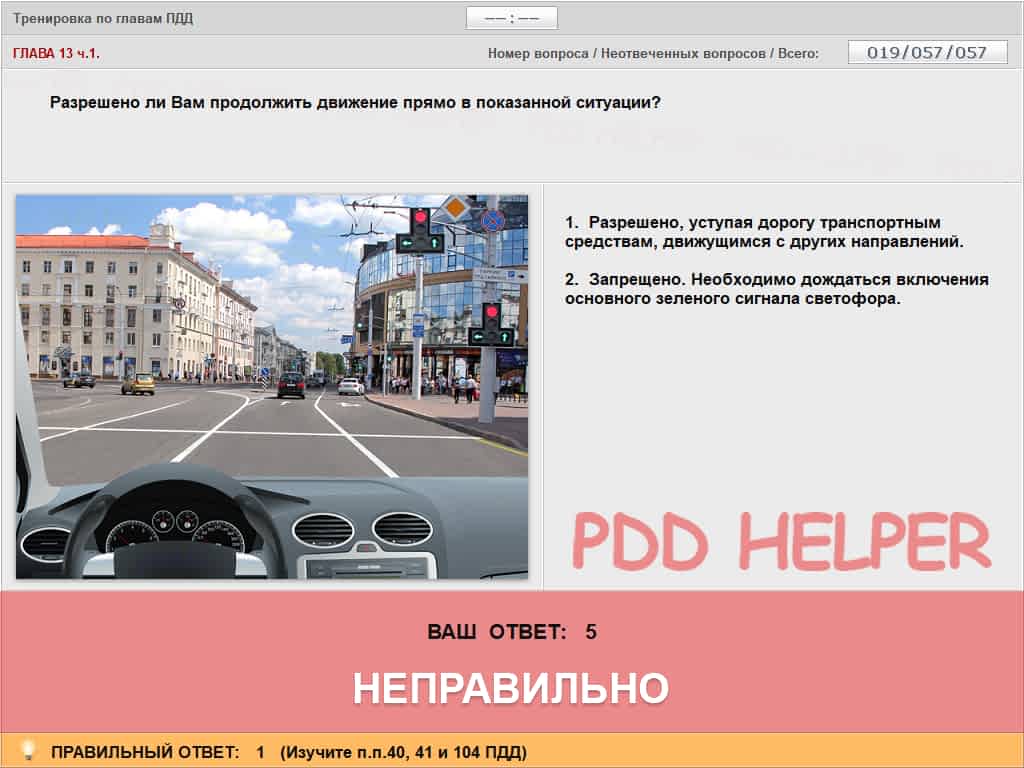 Тренировка по главам ПДД
—— : ——
ГЛАВА 13 ч.1.
Номер вопроса / Неотвеченных вопросов / Всего:
019/057/057
Разрешено ли Вам продолжить движение прямо в показанной ситуации?
1. Разрешено, уступая дорогу транспортным
средствам, движущимся с других направлений.
2. Запрещено. Необходимо дождаться включения
основного зеленого сигнала светофора.
PDD HELPER
ВАШ ОТВЕТ: 5
НЕПРАВИЛЬНО
ПРАВИЛЬНЫЙ ОТВЕТ: 1 (Изучите п.п.40, 41 и 104 ПДД)